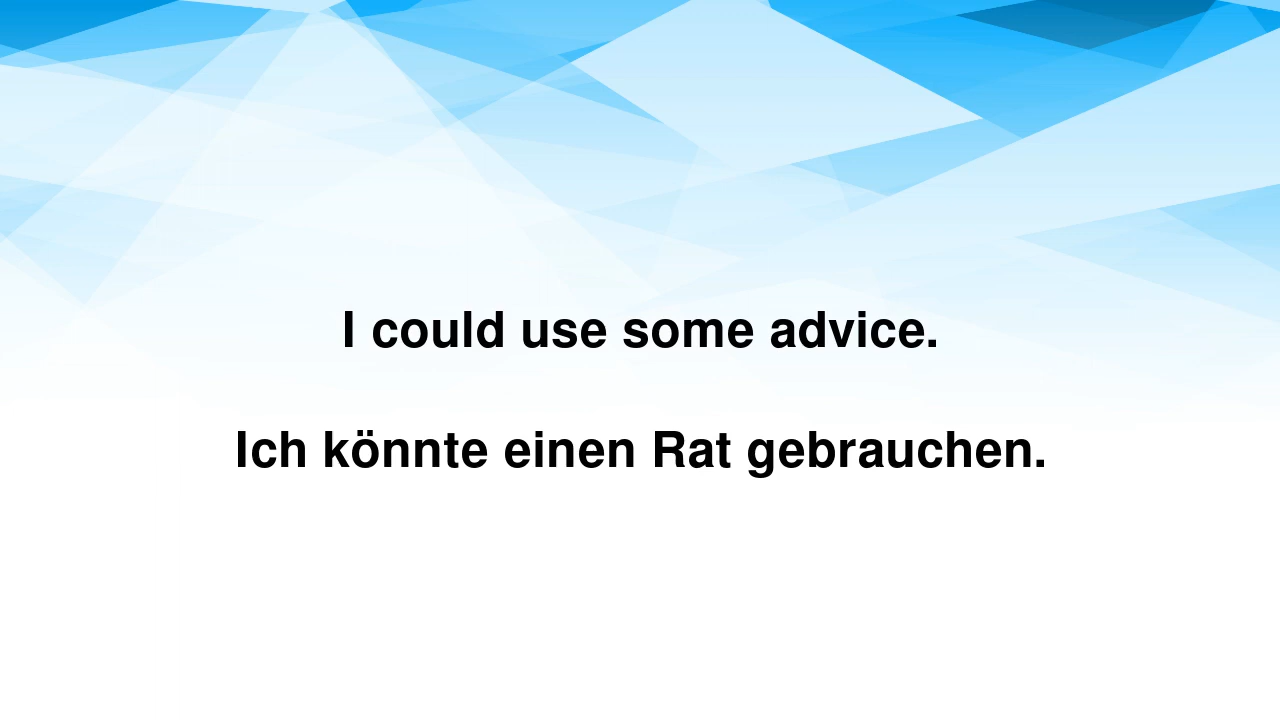 I could use some advice.
Ich könnte einen Rat gebrauchen.